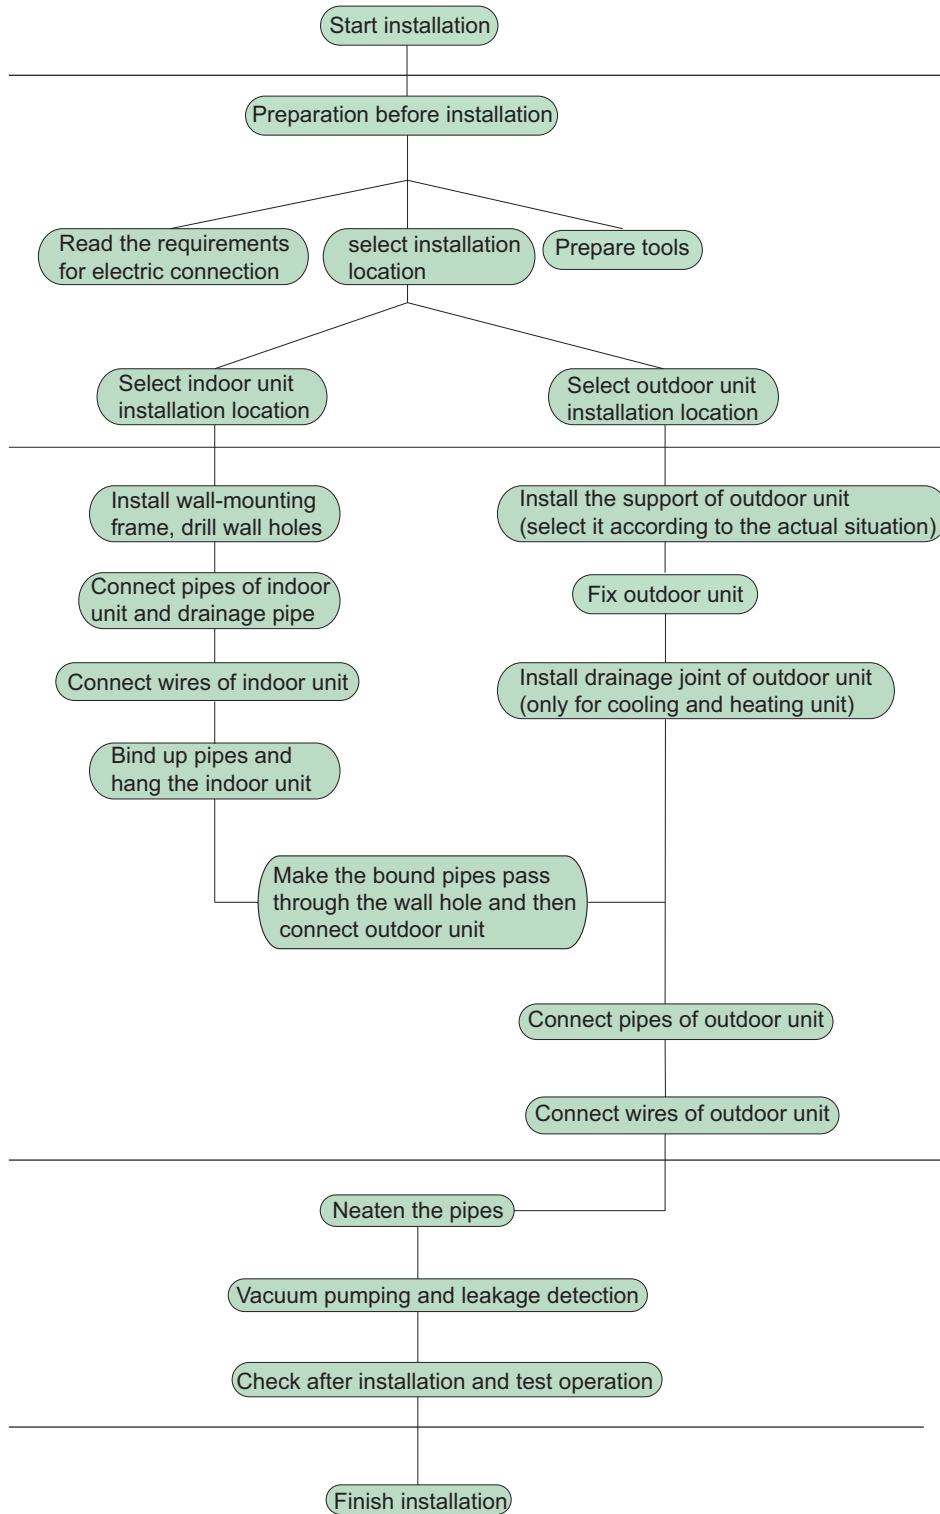 Start installation
Preparation before installation
Read the requirements
for electric connection
select installation
location
Prepare tools
Select indoor unit
installation location
Select outdoor unit
installation location
Install wall-mounting
frame, drill wall holes
Install the support of outdoor unit
(select it according to the actual situation)
Connect pipes of indoor
unit and drainage pipe
Fix outdoor unit
Connect wires of indoor unit
Install drainage joint of outdoor unit
(only for cooling and heating unit)
Bind up pipes and
hang the indoor unit
Make the bound pipes pass
through the wall hole and then
connect outdoor unit
Connect pipes of outdoor unit
Connect wires of outdoor unit
Neaten the pipes
Vacuum pumping and leakage detection
Check after installation and test operation
Finish installation